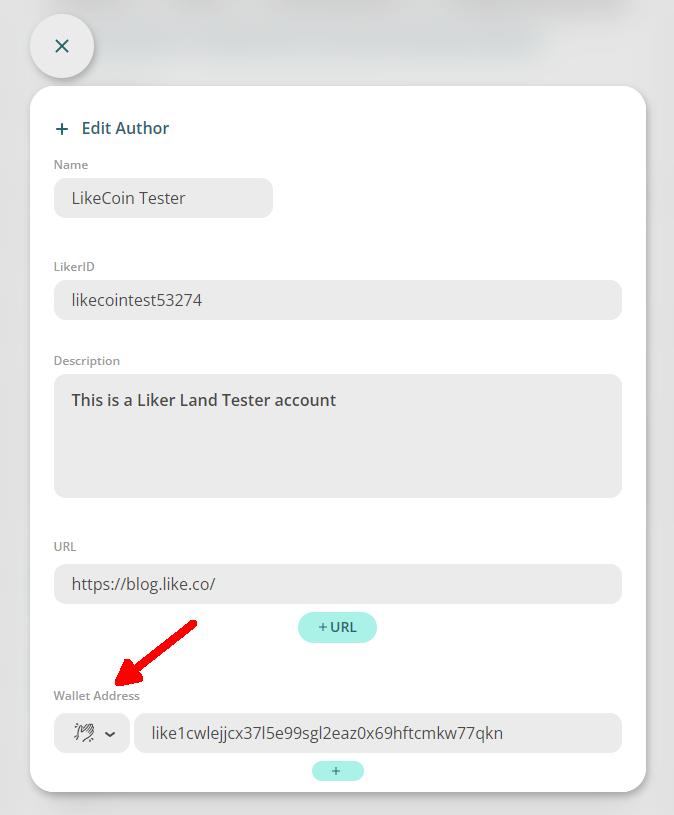 Edit Author
Name
LikeCoin Tester
LikerID
likecointest53274
Description
This is a Liker Land Tester account
URL
https://blog.like.co/
+ URL
Wallet Address
like1cwlejjcx37l5e99sgl2eaz0x69hftcmkw77qkn
+